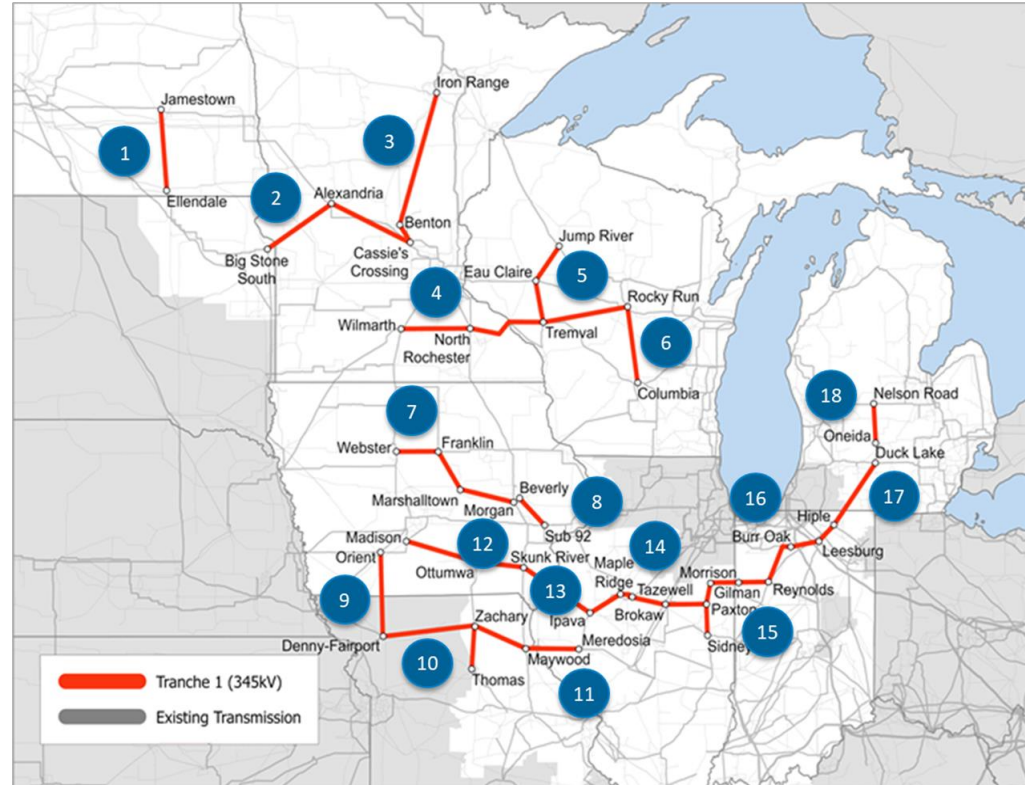 Iron Range
Jamestown
3
1
2
Alexandria
Ellendale
Benton
Jump River
Big Stone
South
Cassie's
Crossing
Eau Claire
5
4
Rocky Run
Wilmarth
North
Rochester
Tremval
6
Columbia
18
Nelson Road
7
Oneida
Webster
Franklin
Duck Lake
Marshalltown
Morgan
Beverly
8
16
17
Hiple
Sub 92
Burr Oak
Leesburg
Madison
Orient
12
14
Ottumwa
Skunk River
Maple
Ridge
Morrison
Reynolds
9
13
Tazewell
Gilman
Ipava
Brokaw
Paxton
Zachary
15
Sidney
Denny-Fairport
10
Meredosia
Maywood
Thomas
11
Tranche 1 (345kV)
Existing Transmission